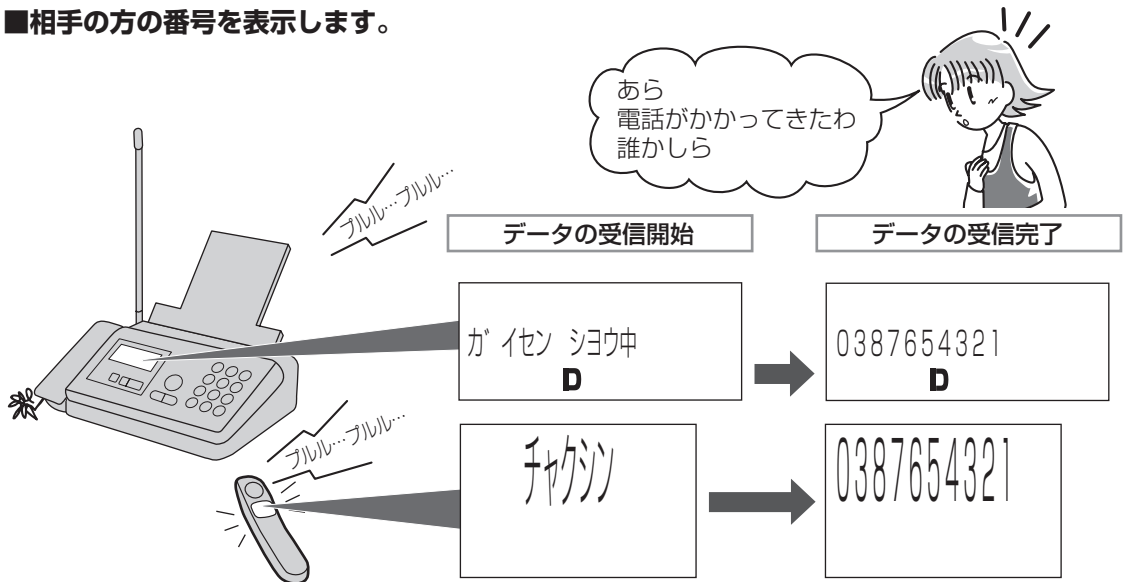 ■相手の方の番号を表示します。
あら
電話がかかってきたわ
誰かしら
プルル…プルル…
データの受信開始
データの受信完了
ガイセン シヨウ中
D
0387654321
D
プルル…プルル…
チャクシン
0387654321